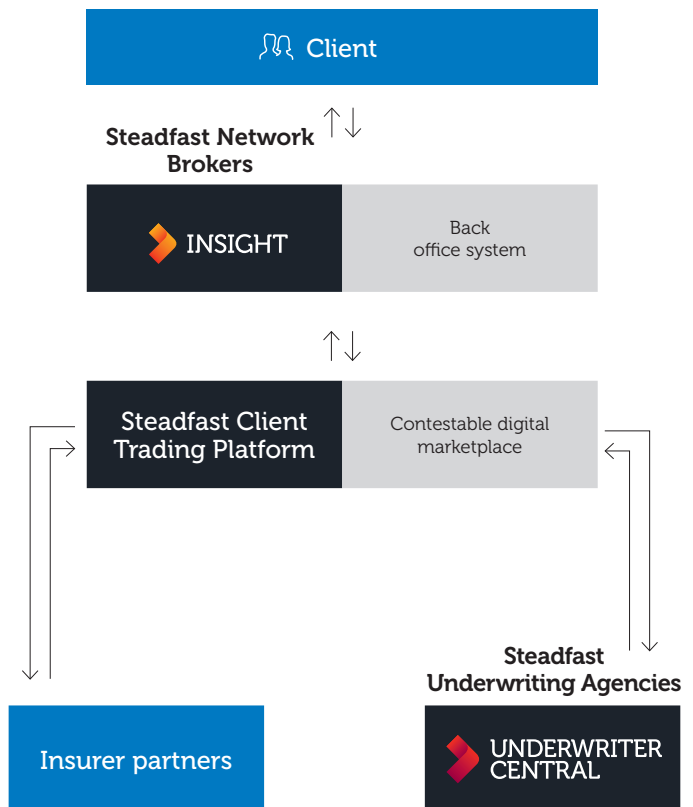 Client
Steadfast Network
Brokers
INSIGHT
Back
office system
Steadfast Client
Trading Platform
Contestable digital
marketplace
Steadfast
Underwriting Agencies
Insurer partners
UNDERWRITER
CENTRAL